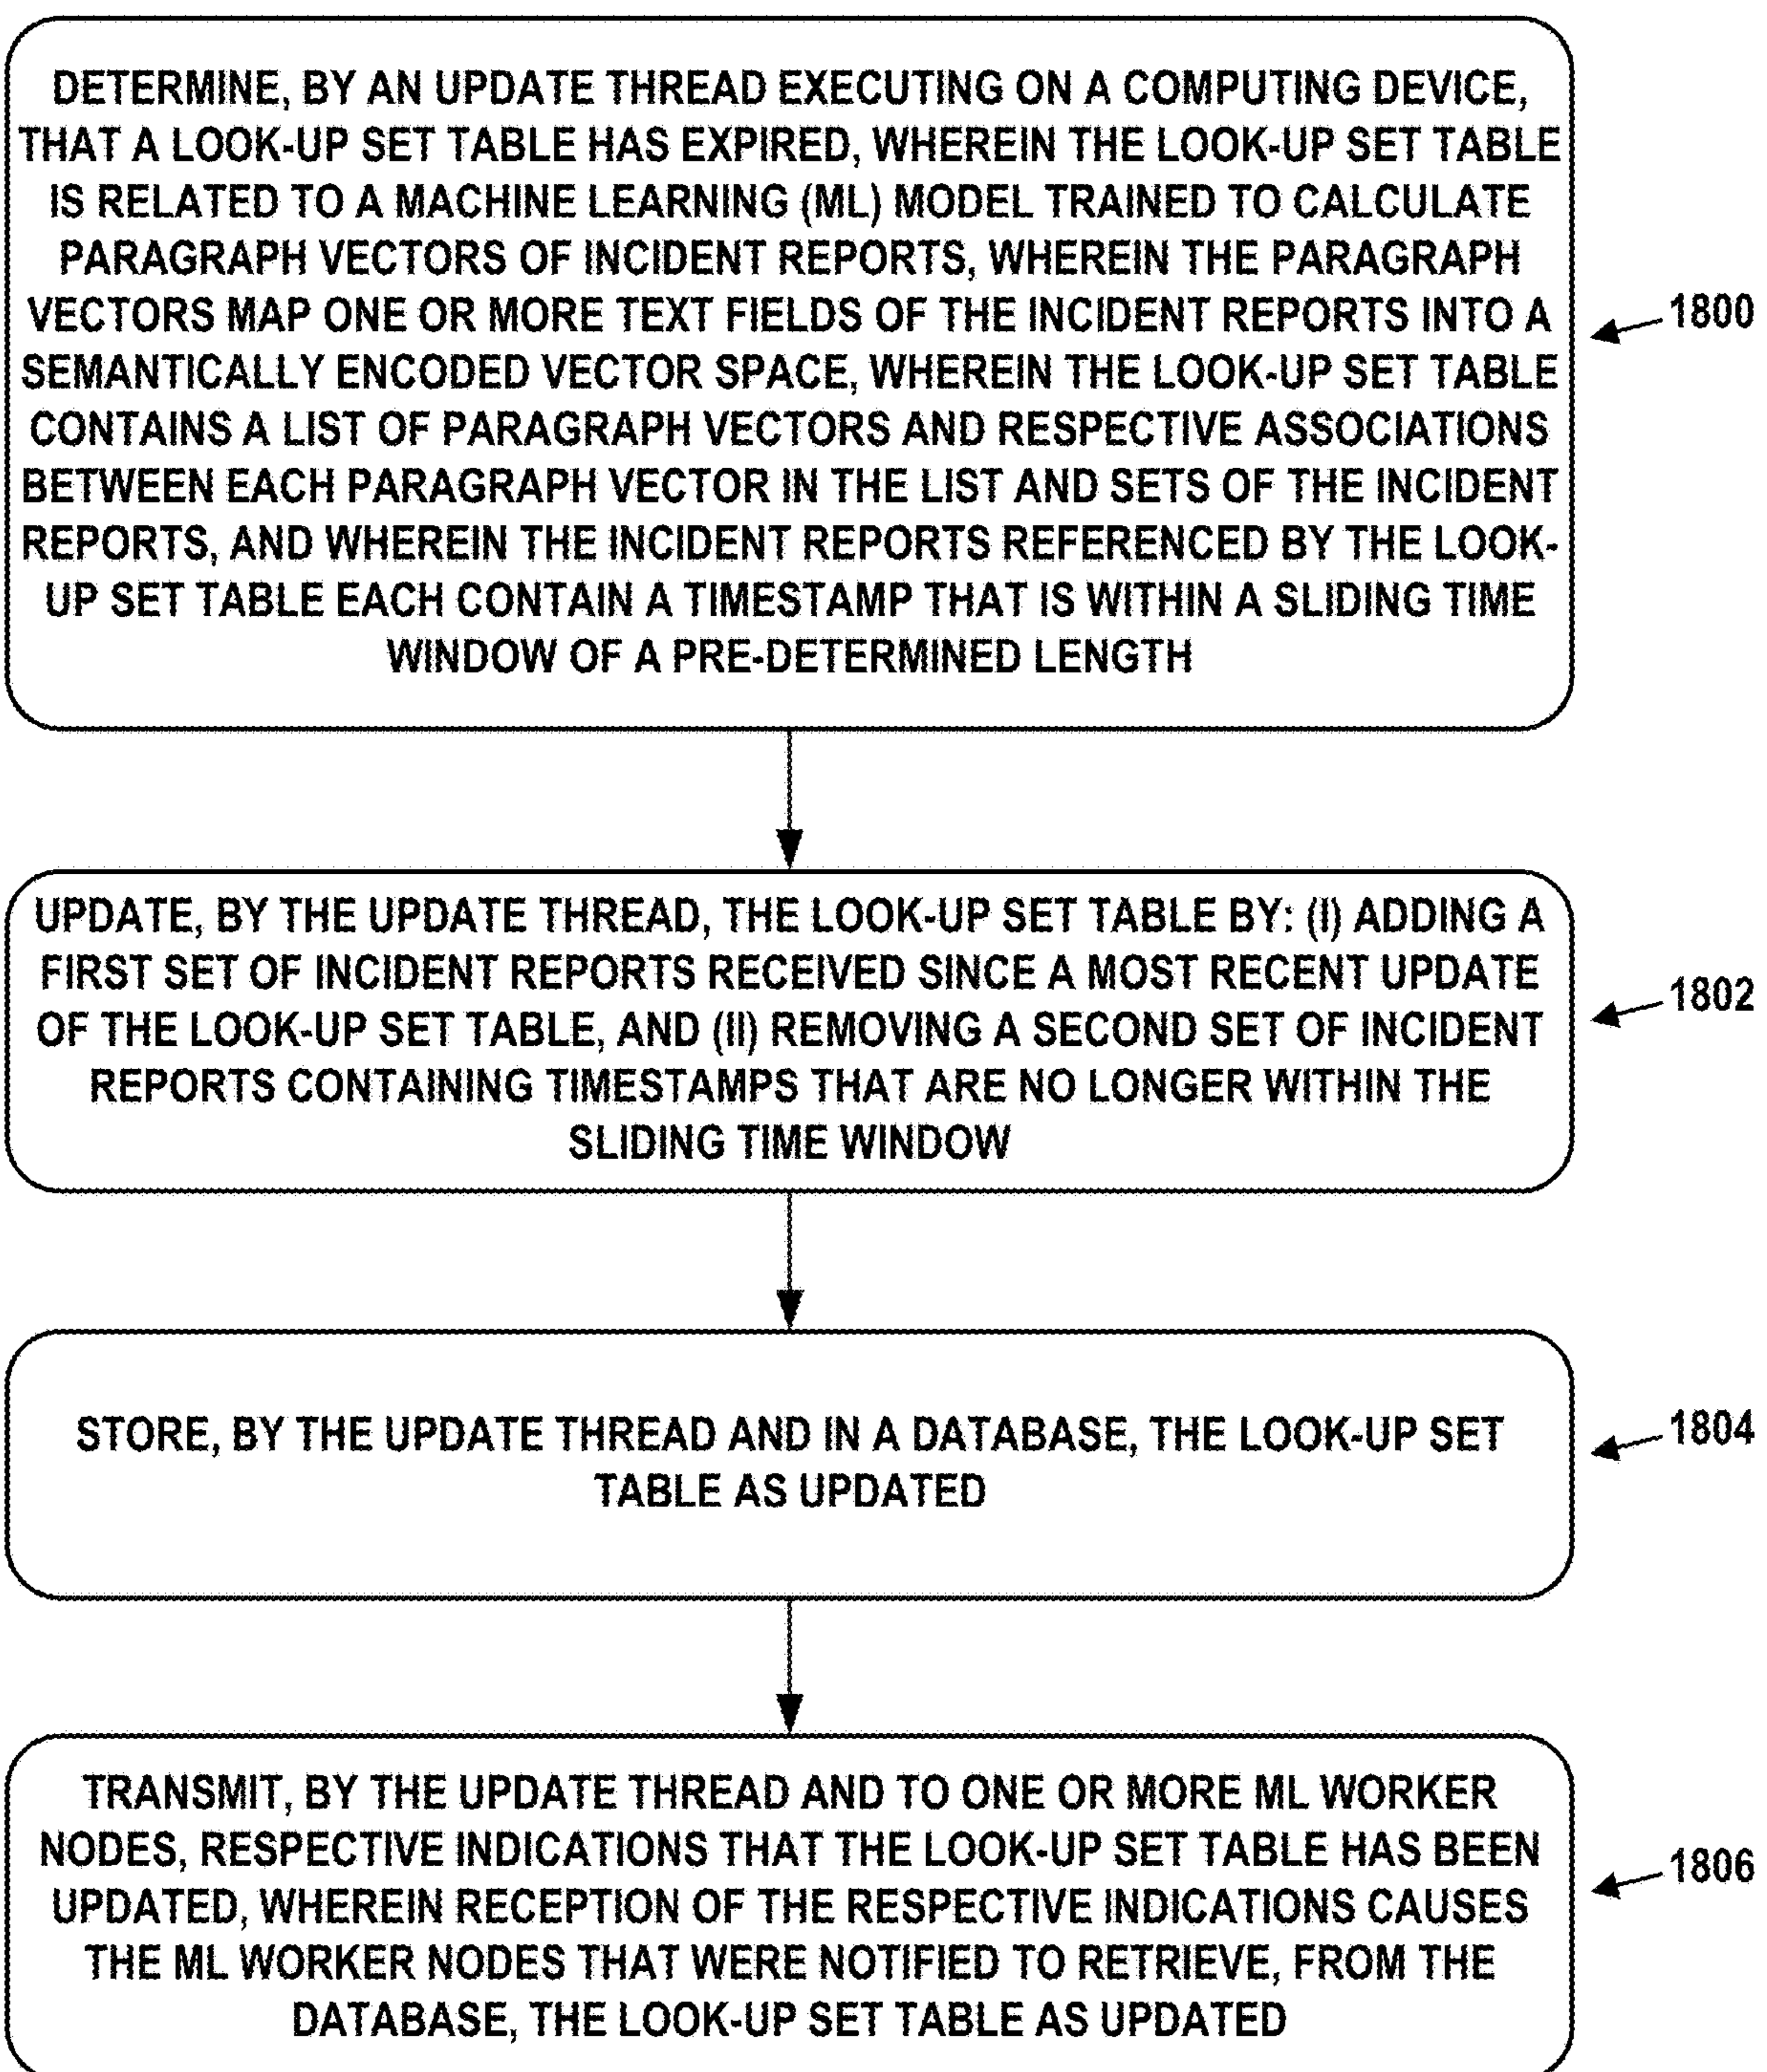 DETERMINE, BY AN UPDATE THREAD EXECUTING ON A COMPUTING DEVICE,
THAT A LOOK-UP SET TABLE HAS EXPIRED, WHEREIN THE LOOK-UP SET TABLE
IS RELATED TO A MACHINE LEARNING (ML) MODEL TRAINED TO CALCULATE
PARAGRAPH VECTORS OF INCIDENT REPORTS, WHEREIN THE PARAGRAPH
VECTORS MAP ONE OR MORE TEXT FIELDS OF THE INCIDENT REPORTS INTO A
SEMANTICALLY ENCODED VECTOR SPACE, WHEREIN THE LOOK-UP SET TABLE
CONTAINS A LIST OF PARAGRAPH VECTORS AND RESPECTIVE ASSOCIATIONS
BETWEEN EACH PARAGRAPH VECTOR IN THE LIST AND SETS OF THE INCIDENT
REPORTS, AND WHEREIN THE INCIDENT REPORTS REFERENCED BY THE LOOK-
UP SET TABLE EACH CONTAIN A TIMESTAMP THAT IS WITHIN A SLIDING TIME
WINDOW OF A PRE-DETERMINED LENGTH
1800
UPDATE, BY THE UPDATE THREAD, THE LOOK-UP SET TABLE BY: (I) ADDING A
FIRST SET OF INCIDENT REPORTS RECEIVED SINCE A MOST RECENT UPDATE
OF THE LOOK-UP SET TABLE, AND (II) REMOVING A SECOND SET OF INCIDENT
REPORTS CONTAINING TIMESTAMPS THAT ARE NO LONGER WITHIN THE
SLIDING TIME WINDOW
1802
STORE, BY THE UPDATE THREAD AND IN A DATABASE, THE LOOK-UP SET
TABLE AS UPDATED
1804
TRANSMIT, BY THE UPDATE THREAD AND TO ONE OR MORE ML WORKER
NODES, RESPECTIVE INDICATIONS THAT THE LOOK-UP SET TABLE HAS BEEN
UPDATED, WHEREIN RECEPTION OF THE RESPECTIVE INDICATIONS CAUSES
THE ML WORKER NODES THAT WERE NOTIFIED TO RETRIEVE, FROM THE
DATABASE, THE LOOK-UP SET TABLE AS UPDATED
1806